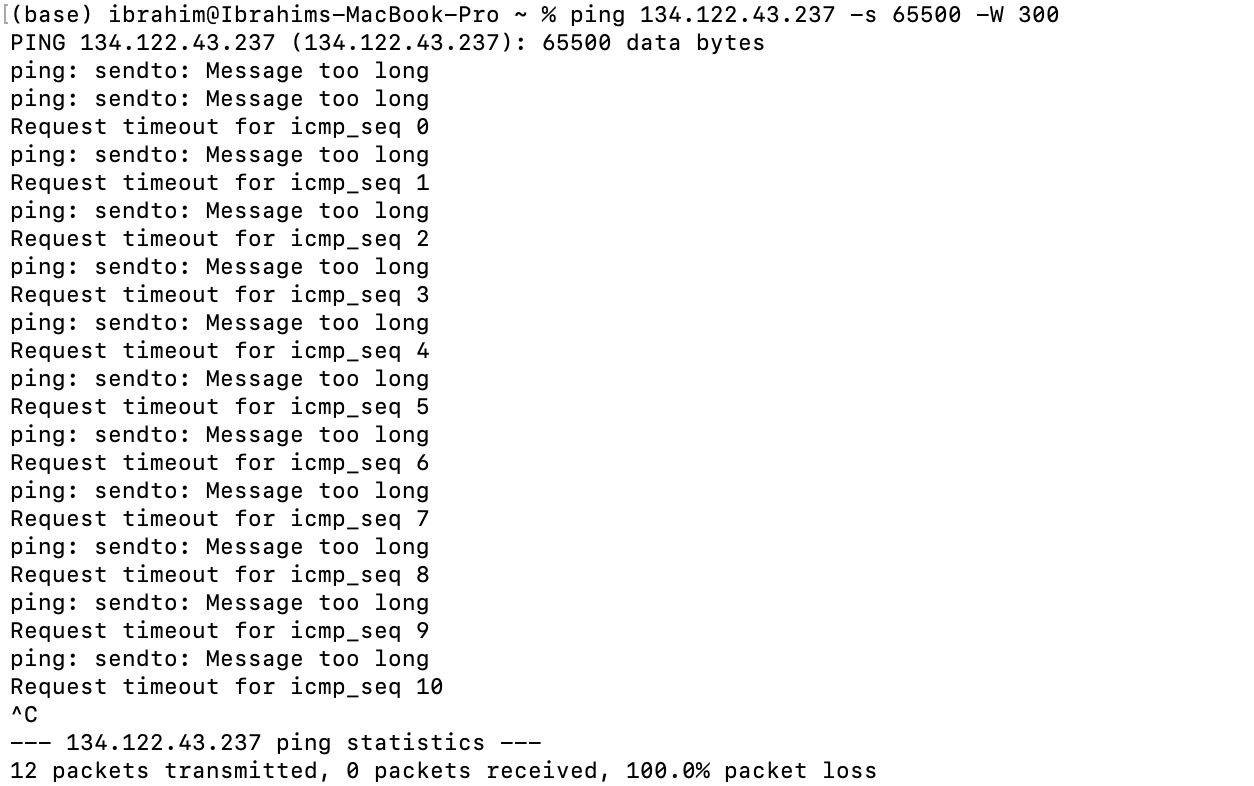 [(base) ibrahim@Ibrahims-MacBook-Pro ~ % ping 134.122.43.237 -s 65500 -W 300
PING 134.122.43.237 (134.122.43.237): 65500 data bytes
ping: sendto: Message too long
ping: sendto: Message too long
Request timeout for icmp_seq 0
ping: sendto: Message too long
Request timeout for icmp_seq 1
ping: sendto: Message too long
Request timeout for icmp_seq 2
ping: sendto: Message too long
Request timeout for icmp_seq 3
ping: sendto: Message too long
Request timeout for icmp_seq 4
ping: sendto: Message too long
Request timeout for icmp_seq 5
ping: sendto: Message too long
Request timeout for icmp_seq 6
ping: sendto: Message too long
Request timeout for icmp_seq 7
ping: sendto: Message too long
Request timeout for icmp_seq 8
ping: sendto: Message too long
Request timeout for icmp_seq 9
ping: sendto: Message too long
Request timeout for icmp_seq 10
^C
--- 134.122.43.237 ping statistics ---
12 packets transmitted, 0 packets received, 100.0% packet loss